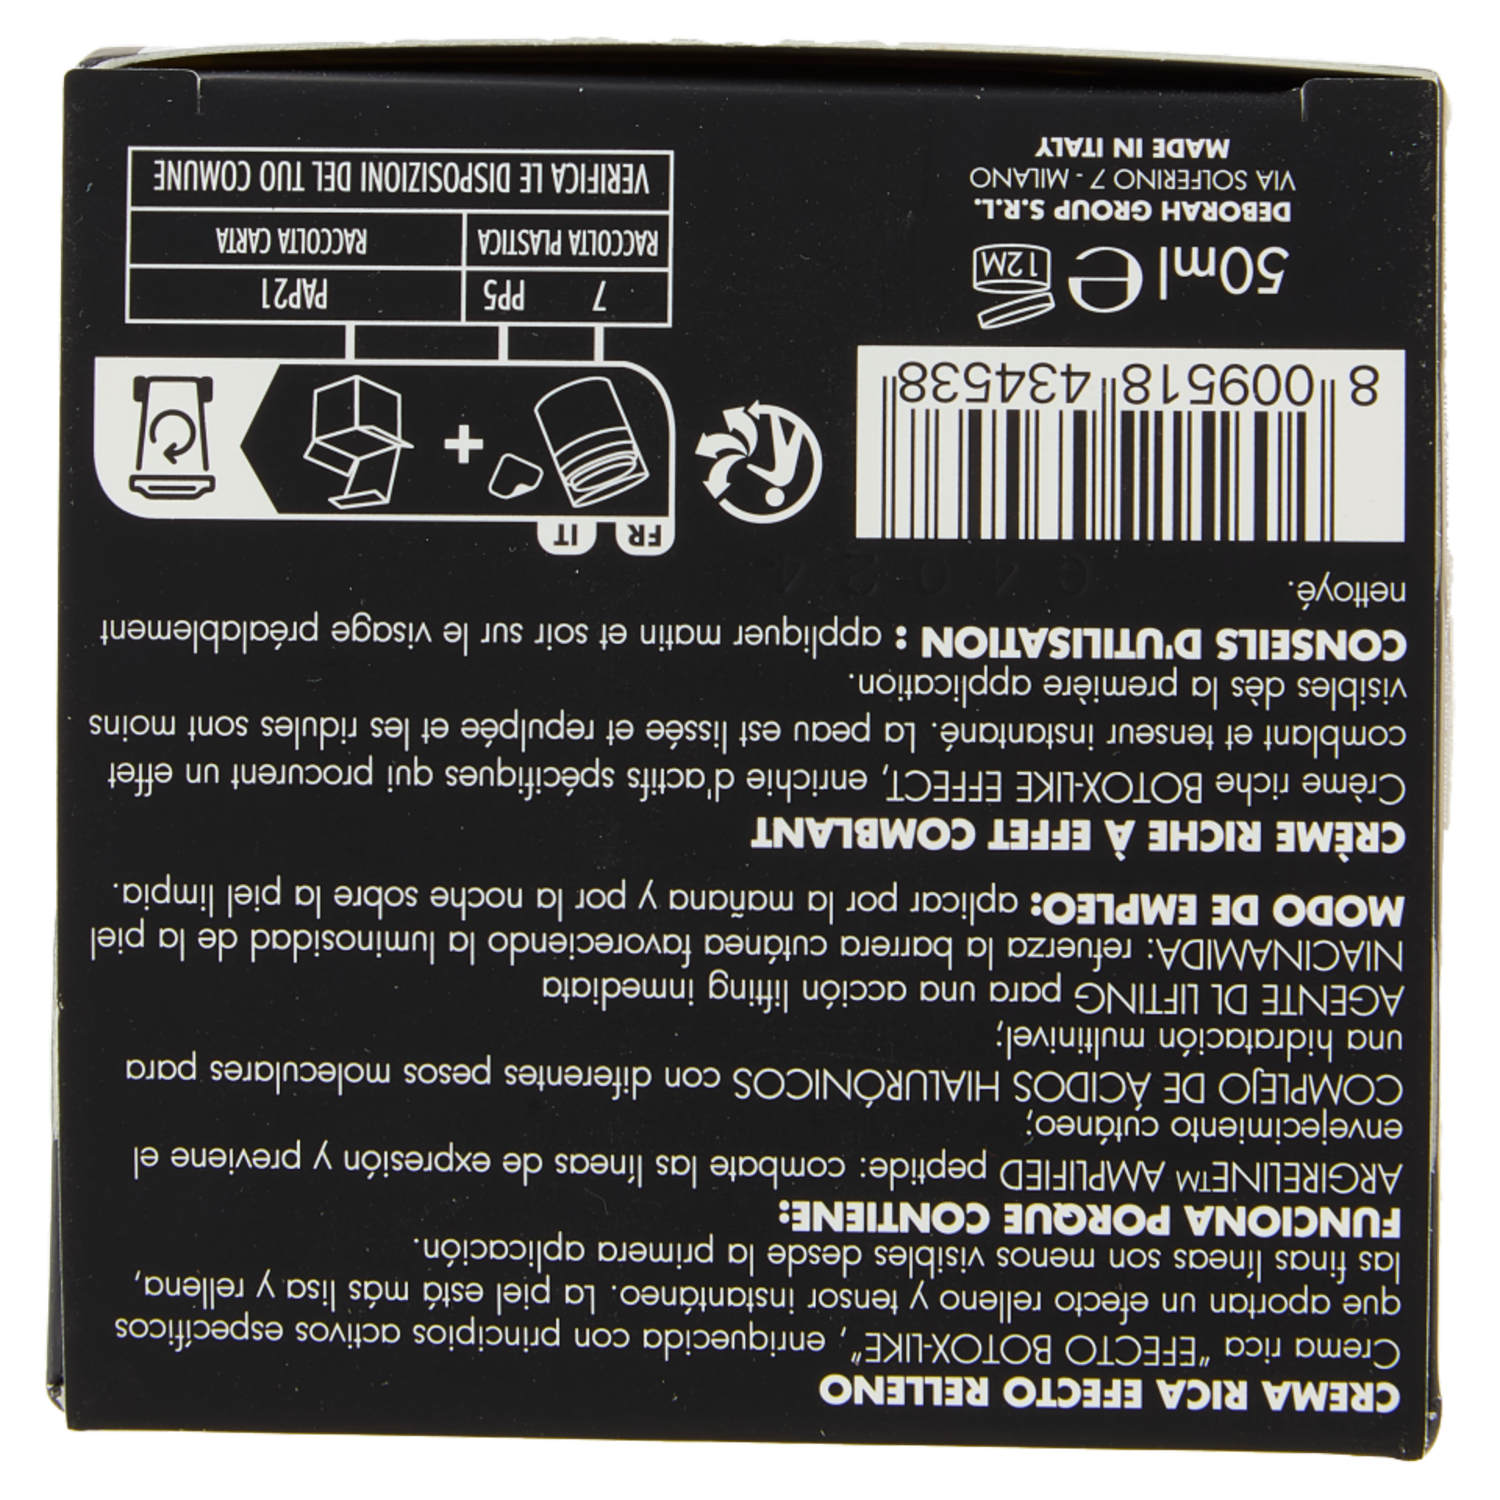 CREMA RICA EFECTO RELLENO
Crema rica "EFECTO BOTOX-LIKE", enriquecida con principios activos específicos
que aportan un efecto relleno y tensor instantáneo. La piel está más lisa y rellena,
las finas líneas son menos visibles desde la primera aplicación.
FUNCIONA PORQUE CONTIENE:
ARGIRELINE™ AMPLIFIED peptide: combate las líneas de expresión y previene el
envejecimiento cutáneo;
COMPLEJO DE ÁCIDOS HIALURÓNICOS con diferentes pesos moleculares para
una hidratación multinivel;
AGENTE DI LIFTING para una acción lifting inmediata
NIACINAMIDA: refuerza la barrera cutánea favoreciendo la luminosidad de la piel
MODO DE EMPLEO: aplicar por la mañana y por la noche sobre la piel limpia.
CRÈME RICHE À EFFET COMBLANT
Crème riche BOTOX-LIKE EFFECT, enrichie d'actifs spécifiques qui procurent un effet
comblant et tenseur instantané. La peau est lissée et repulpée et les ridules sont moins
visibles dès la première application.
CONSEILS D'UTILISATION : appliquer matin et soir sur le visage préalablement
nettoyé.
8 009518 434538
50ml e 12M
DEBORAH GROUP S.R.L.
VIA SOLFERINO 7 - MILANO
MADE IN ITALY
FR IT
7 PP5 PAP21
RACCOLTA PLASTICA RACCOLTA CARTA
VERIFICA LE DISPOSIZIONI DEL TUO COMUNE